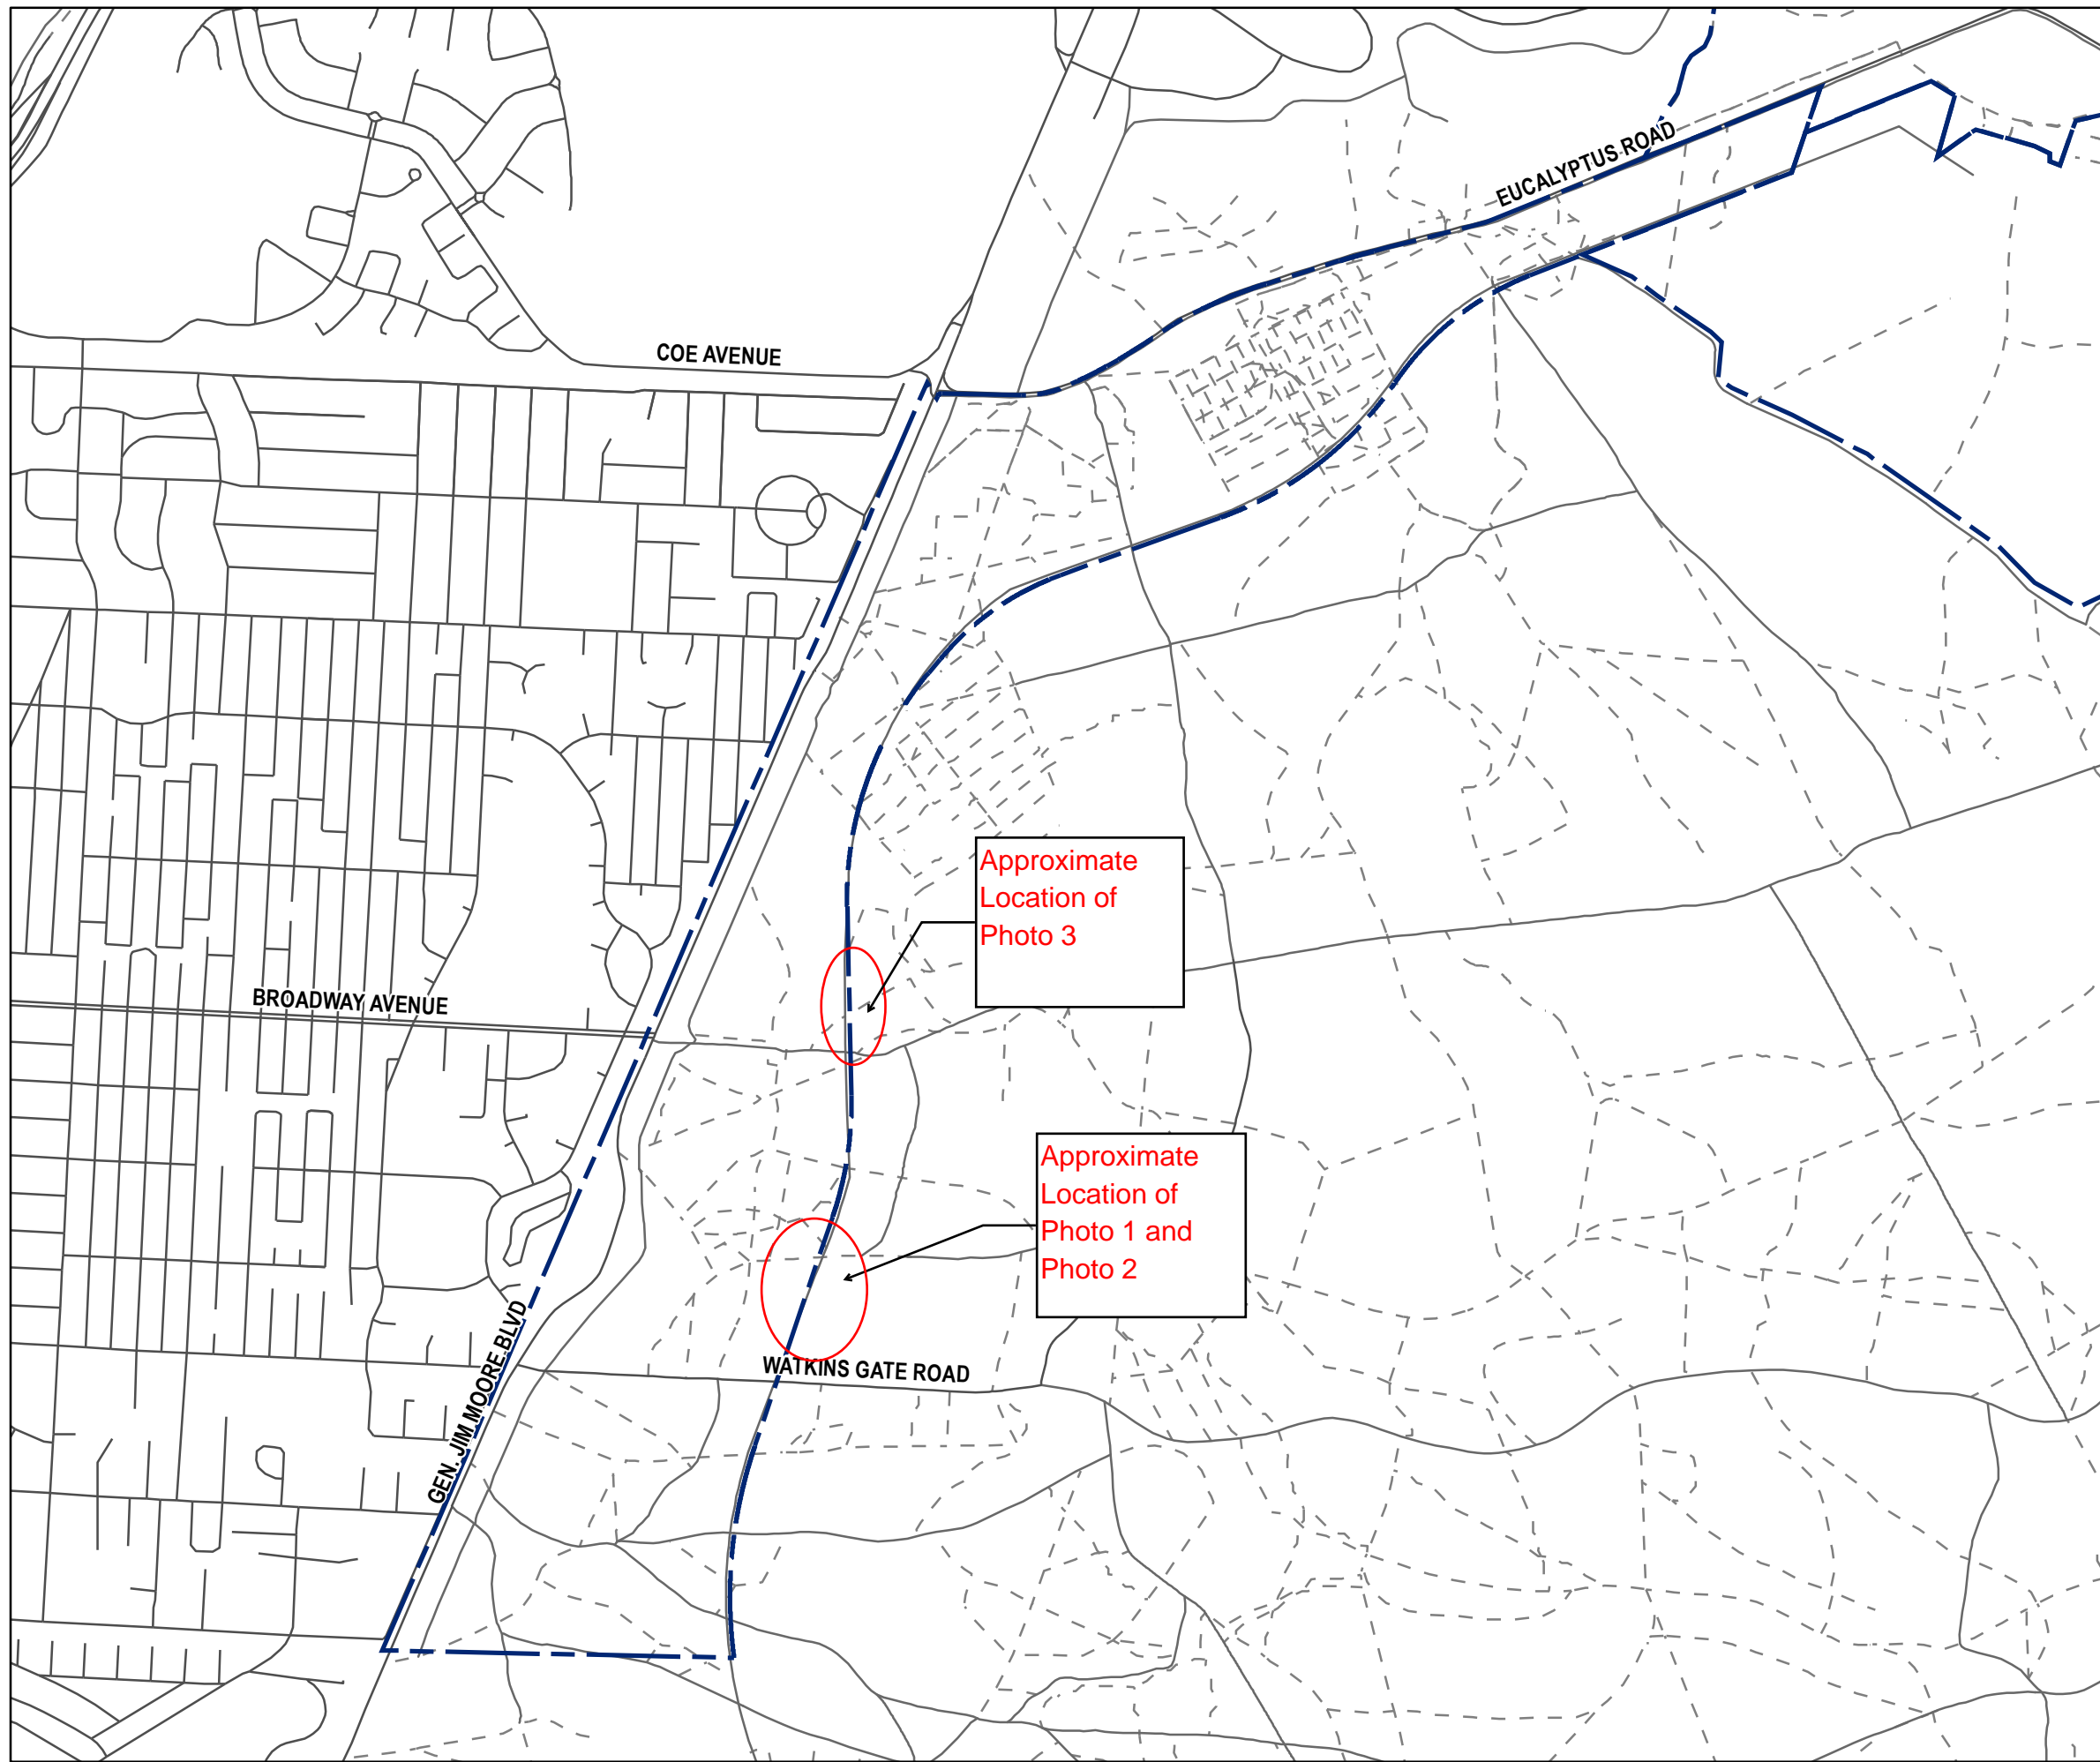 EUCALYPTUS ROAD
COE AVENUE
Approximate
Location of
Photo 3
BROADWAY AVENUE
Approximate
Location of
Photo 1 and
Photo 2
WATKINS GATE ROAD
GEN. JIM MOORE BLVD